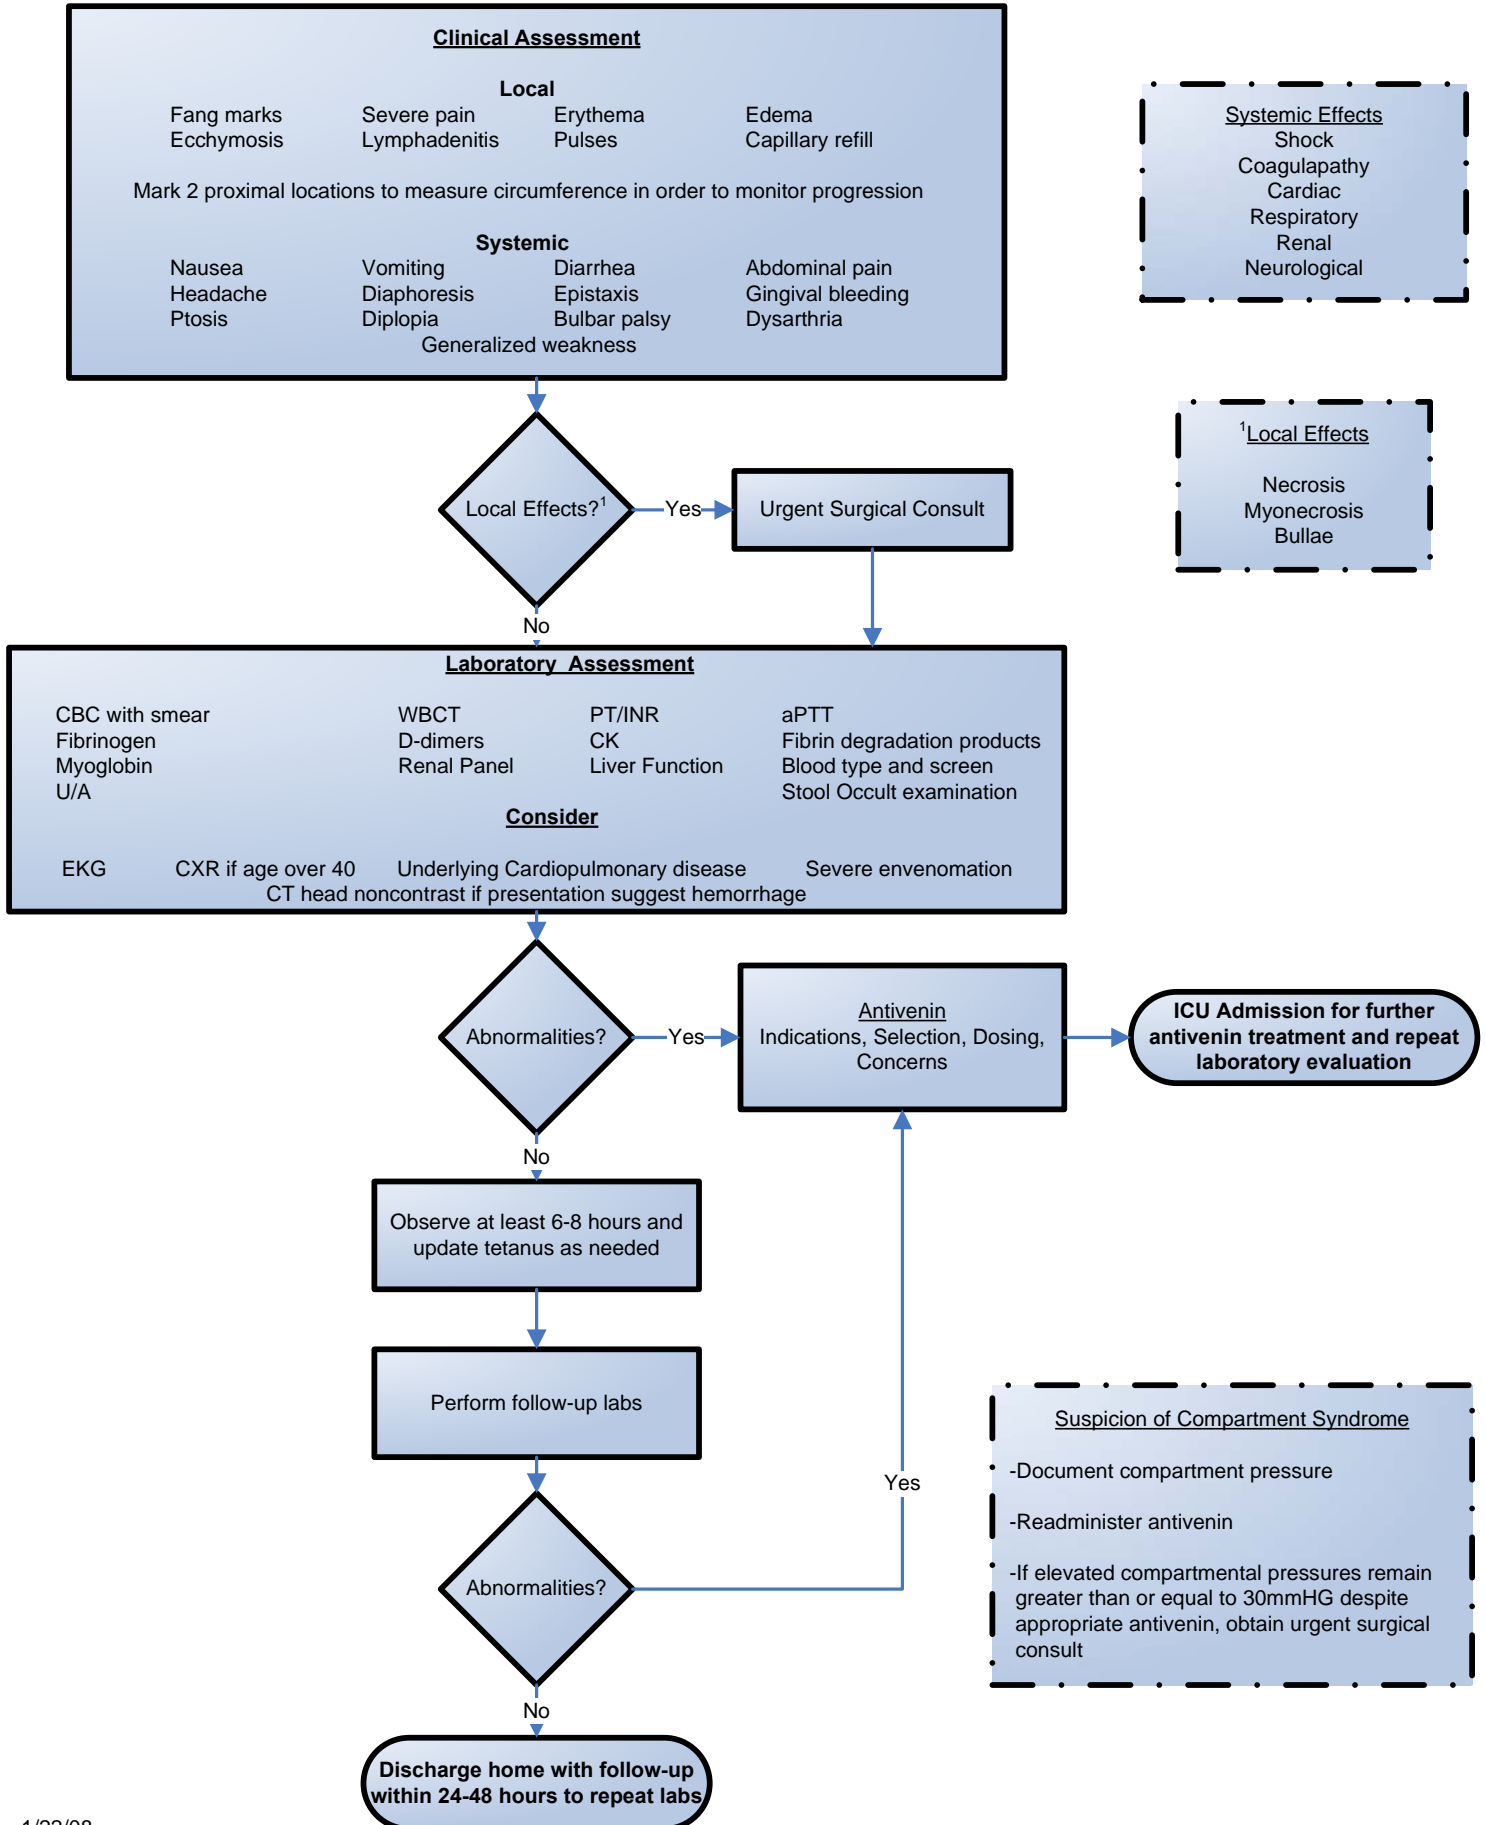 Clinical Assessment
Local
Fang marks Severe pain Erythema Edema
Ecchymosis Lymphadenitis Pulses Capillary refill
Mark 2 proximal locations to measure circumference in order to monitor progression
Systemic
Nausea Vomiting Diarrhea Abdominal pain
Headache Diaphoresis Epistaxis Gingival bleeding
Ptosis Diplopia Bulbar palsy Dysarthria
Generalized weakness
Systemic Effects
Shock
Coagulapathy
Cardiac
Respiratory
Renal
Neurological
¹Local Effects
Necrosis
Myonecrosis
Bullae
Local Effects?¹
Yes
Urgent Surgical Consult
No
Laboratory Assessment
CBC with smear WBCT PT/INR aPTT
Fibrinogen D-dimers CK Fibrin degradation products
Myoglobin Renal Panel Liver Function Blood type and screen
U/A Stool Occult examination
Consider
EKG CXR if age over 40 Underlying Cardiopulmonary disease Severe envenomation
CT head noncontrast if presentation suggest hemorrhage
Abnormalities?
Yes
Antivenin
Indications, Selection, Dosing,
Concerns
ICU Admission for further
antivenin treatment and repeat
laboratory evaluation
No
Observe at least 6-8 hours and
update tetanus as needed
Perform follow-up labs
Abnormalities?
Yes
No
Discharge home with follow-up
within 24-48 hours to repeat labs
Suspicion of Compartment Syndrome
-Document compartment pressure
-Readminister antivenin
-If elevated compartmental pressures remain
greater than or equal to 30mmHG despite
appropriate antivenin, obtain urgent surgical
consult